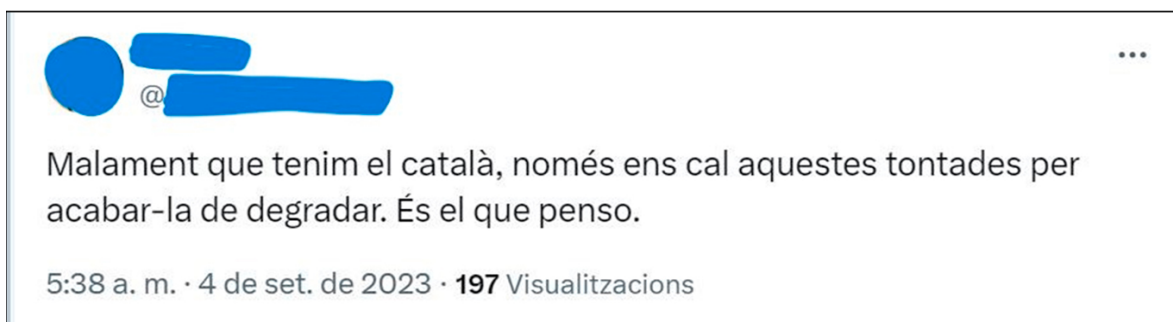 @
Malament que tenim el català, només ens cal aquestes tontades per
acabar-la de degradar. És el que penso.
5:38 a. m. · 4 de set. de 2023 · 197 Visualitzacions